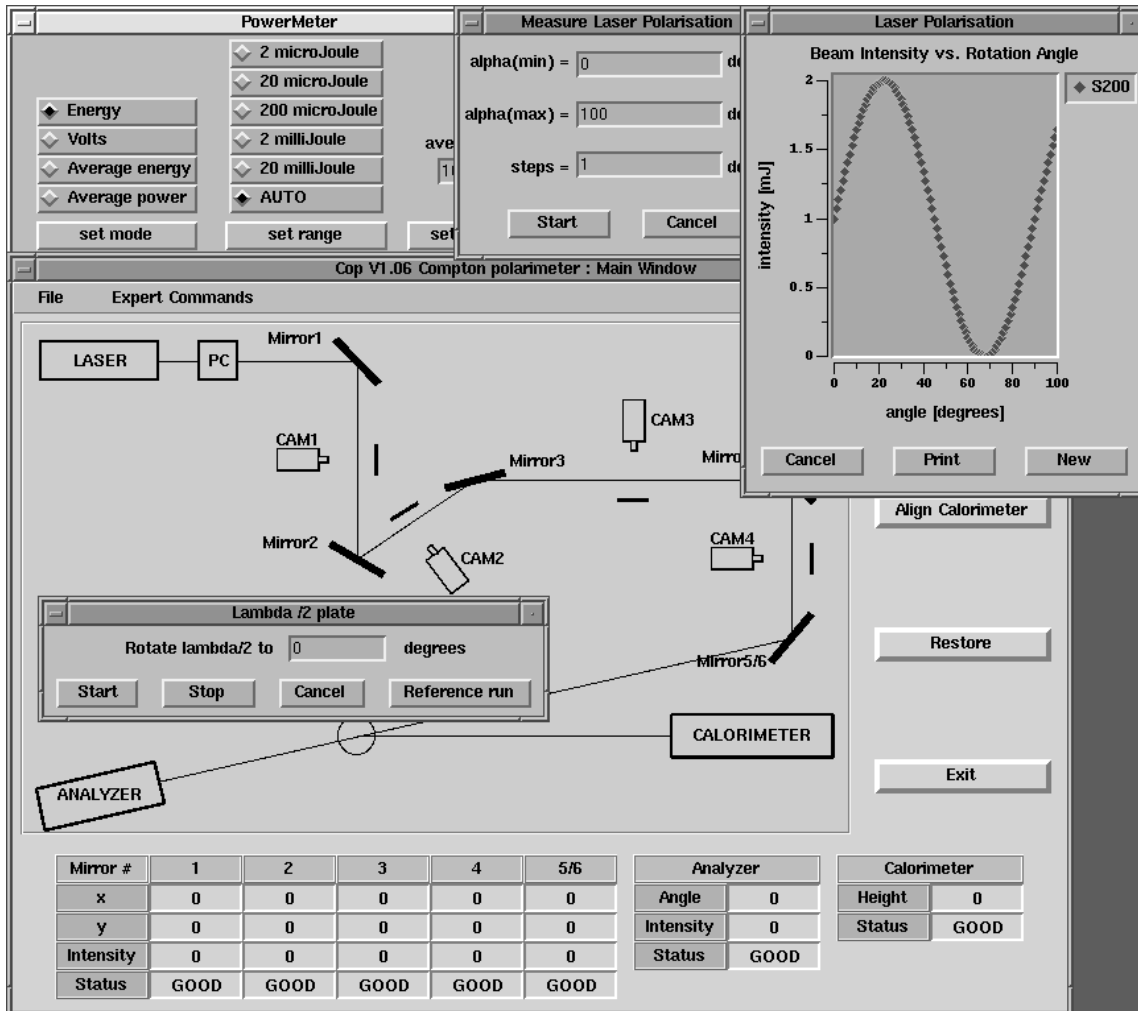 PowerMeter
2 microJoule
20 microJoule
200 microJoule
2 milliJoule
20 milliJoule
AUTO
Energy
Volts
Average energy
Average power
set mode
set range
Measure Laser Polarisation
alpha(min) = 0
alpha(max) = 100
steps = 1
Start Cancel
Laser Polarisation
Beam Intensity vs. Rotation Angle
S200
intensity [mJ]
2
1.5
1
0.5
0
0 20 40 60 80 100
angle [degrees]
Cancel Print New
Cop V1.06 Compton polarimeter : Main Window
File Expert Commands
LASER
PC
Mirror1
CAM1
CAM3
Mirror3
Mirror2
CAM2
CAM4
Mirror5/6
Align Calorimeter
Restore
Exit
Lambda /2 plate
Rotate lambda/2 to 0 degrees
Start Stop Cancel Reference run
CALORIMETER
ANALYZER
Mirror # 1 2 3 4 5/6
x 0 0 0 0 0
y 0 0 0 0 0
Intensity 0 0 0 0 0
Status GOOD GOOD GOOD GOOD GOOD
Analyzer
Angle 0
Intensity 0
Status GOOD
Calorimeter
Height 0
Status GOOD